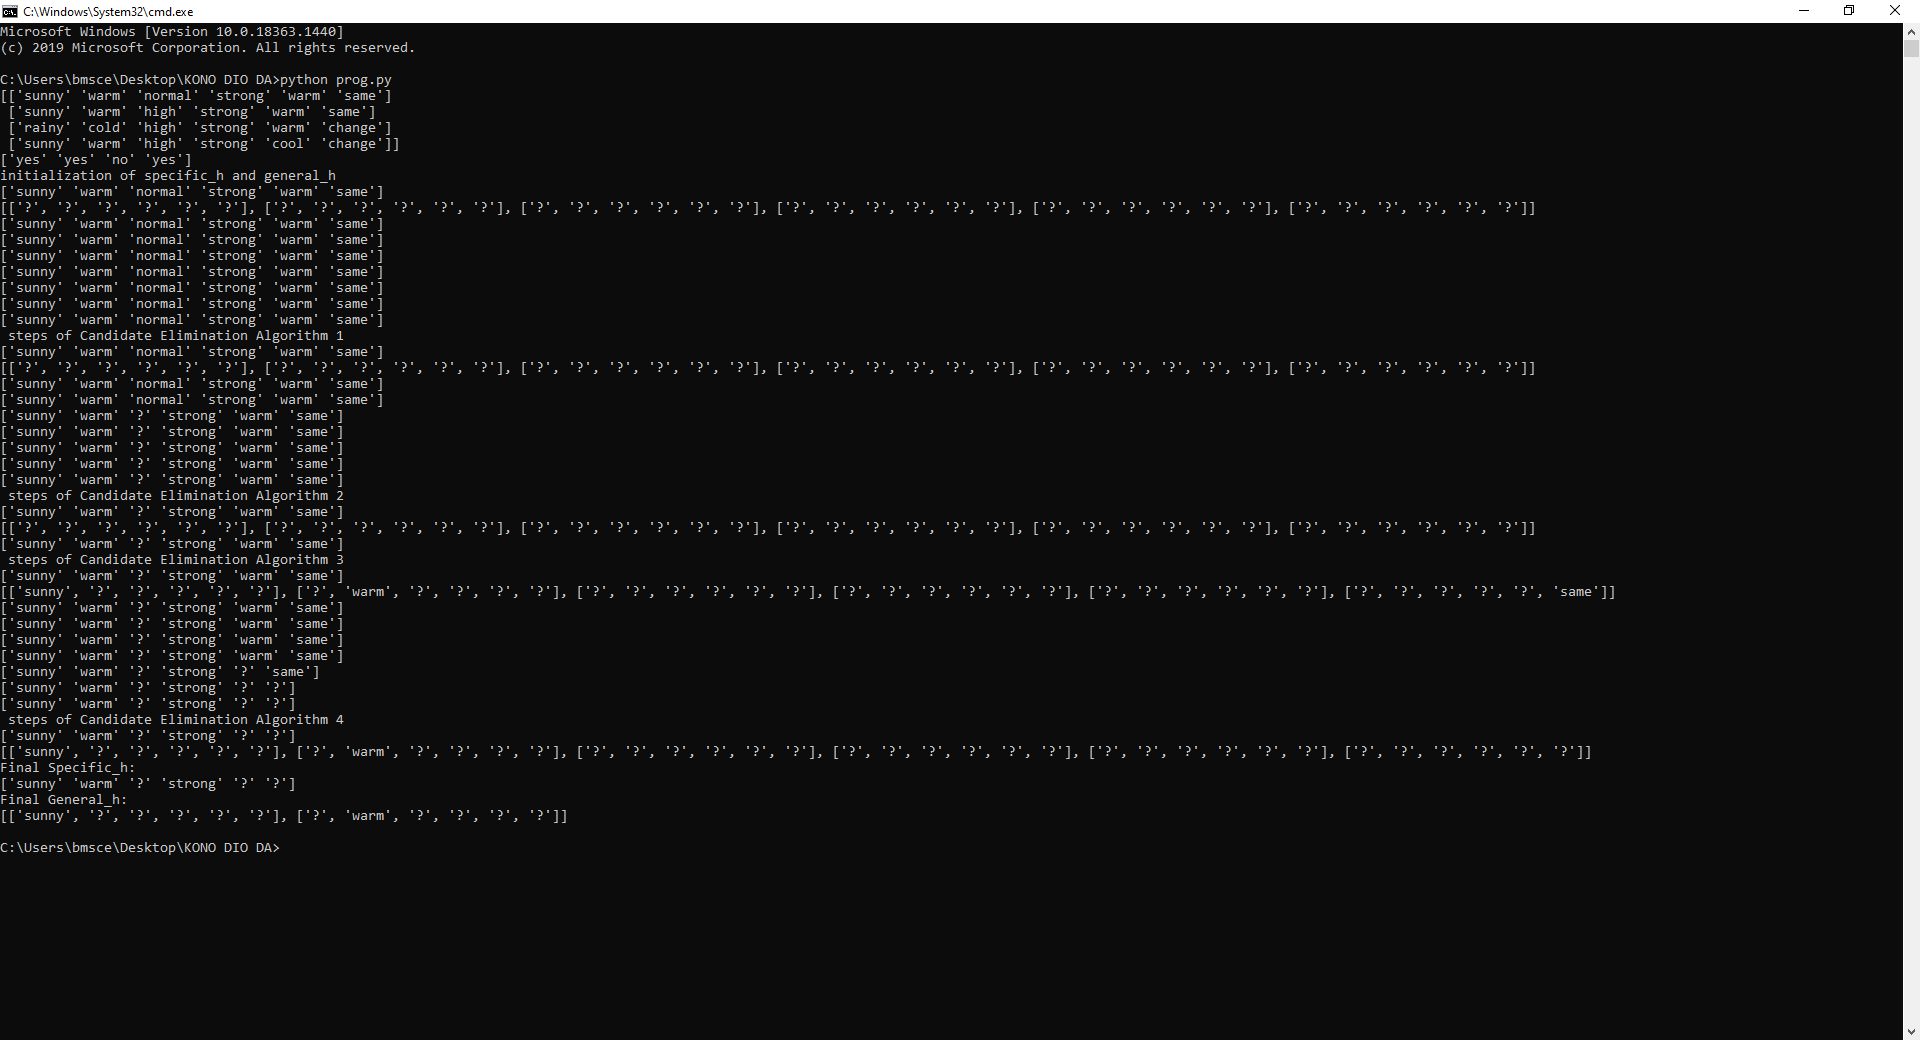 C:\Windows\System32\cmd.exe
Microsoft Windows [Version 10.0.18363.1440]
(c) 2019 Microsoft Corporation. All rights reserved.
C:\Users\bmsce\Desktop\KONO DIO DA>python prog.py
[['sunny' 'warm' 'normal' 'strong' 'warm' 'same']
 ['sunny' 'warm' 'high' 'strong' 'warm' 'same']
 ['rainy' 'cold' 'high' 'strong' 'warm' 'change']
 ['sunny' 'warm' 'high' 'strong' 'cool' 'change']]
['yes' 'yes' 'no' 'yes']
initialization of specific_h and general_h
['sunny' 'warm' 'normal' 'strong' 'warm' 'same']
[['?', '?', '?', '?', '?', '?'], ['?', '?', '?', '?', '?', '?'], ['?', '?', '?', '?', '?', '?'], ['?', '?', '?', '?', '?', '?'], ['?', '?', '?', '?', '?', '?'], ['?', '?', '?', '?', '?', '?']]
['sunny' 'warm' 'normal' 'strong' 'warm' 'same']
['sunny' 'warm' 'normal' 'strong' 'warm' 'same']
['sunny' 'warm' 'normal' 'strong' 'warm' 'same']
['sunny' 'warm' 'normal' 'strong' 'warm' 'same']
['sunny' 'warm' 'normal' 'strong' 'warm' 'same']
['sunny' 'warm' 'normal' 'strong' 'warm' 'same']
['sunny' 'warm' 'normal' 'strong' 'warm' 'same']
 steps of Candidate Elimination Algorithm 1
['sunny' 'warm' 'normal' 'strong' 'warm' 'same']
[['?', '?', '?', '?', '?', '?'], ['?', '?', '?', '?', '?', '?'], ['?', '?', '?', '?', '?', '?'], ['?', '?', '?', '?', '?', '?'], ['?', '?', '?', '?', '?', '?'], ['?', '?', '?', '?', '?', '?']]
['sunny' 'warm' 'normal' 'strong' 'warm' 'same']
['sunny' 'warm' 'normal' 'strong' 'warm' 'same']
['sunny' 'warm' '?' 'strong' 'warm' 'same']
['sunny' 'warm' '?' 'strong' 'warm' 'same']
['sunny' 'warm' '?' 'strong' 'warm' 'same']
['sunny' 'warm' '?' 'strong' 'warm' 'same']
['sunny' 'warm' '?' 'strong' 'warm' 'same']
 steps of Candidate Elimination Algorithm 2
['sunny' 'warm' '?' 'strong' 'warm' 'same']
[['?', '?', '?', '?', '?', '?'], ['?', '?', '?', '?', '?', '?'], ['?', '?', '?', '?', '?', '?'], ['?', '?', '?', '?', '?', '?'], ['?', '?', '?', '?', '?', '?'], ['?', '?', '?', '?', '?', '?']]
['sunny' 'warm' '?' 'strong' 'warm' 'same']
 steps of Candidate Elimination Algorithm 3
['sunny' 'warm' '?' 'strong' 'warm' 'same']
[['sunny', '?', '?', '?', '?', '?'], ['?', 'warm', '?', '?', '?', '?'], ['?', '?', '?', '?', '?', '?'], ['?', '?', '?', '?', '?', '?'], ['?', '?', '?', '?', '?', '?'], ['?', '?', '?', '?', '?', 'same']]
['sunny' 'warm' '?' 'strong' 'warm' 'same']
['sunny' 'warm' '?' 'strong' 'warm' 'same']
['sunny' 'warm' '?' 'strong' 'warm' 'same']
['sunny' 'warm' '?' 'strong' 'warm' 'same']
['sunny' 'warm' '?' 'strong' '?' 'same']
['sunny' 'warm' '?' 'strong' '?' '?']
['sunny' 'warm' '?' 'strong' '?' '?']
 steps of Candidate Elimination Algorithm 4
['sunny' 'warm' '?' 'strong' '?' '?']
[['sunny', '?', '?', '?', '?', '?'], ['?', 'warm', '?', '?', '?', '?'], ['?', '?', '?', '?', '?', '?'], ['?', '?', '?', '?', '?', '?'], ['?', '?', '?', '?', '?', '?'], ['?', '?', '?', '?', '?', '?']]
Final Specific_h:
['sunny' 'warm' '?' 'strong' '?' '?']
Final General_h:
[['sunny', '?', '?', '?', '?', '?'], ['?', 'warm', '?', '?', '?', '?']]
C:\Users\bmsce\Desktop\KONO DIO DA>